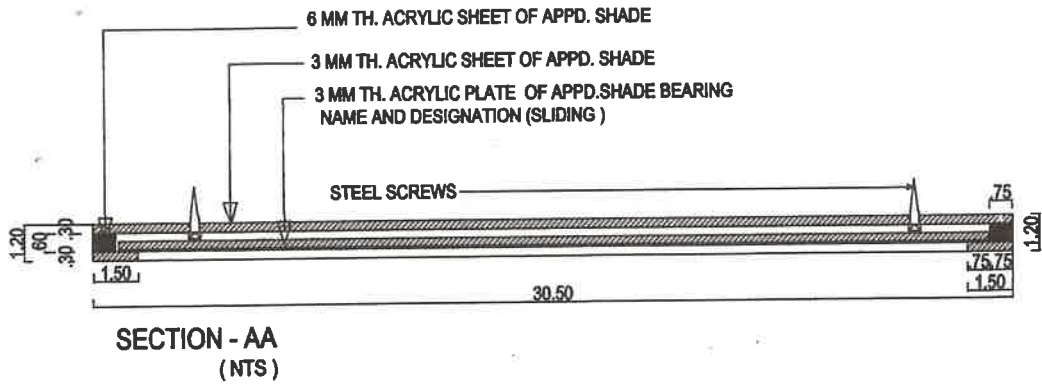 6 MM TH. ACRYLIC SHEET OF APPD. SHADE
3 MM TH. ACRYLIC SHEET OF APPD. SHADE
3 MM TH. ACRYLIC PLATE OF APPD.SHADE BEARING
NAME AND DESIGNATION (SLIDING )
STEEL SCREWS
.75
1.20
.60
.30
.30
1.20
1.50
.75
.75
1.50
30.50
SECTION - AA
( NTS )